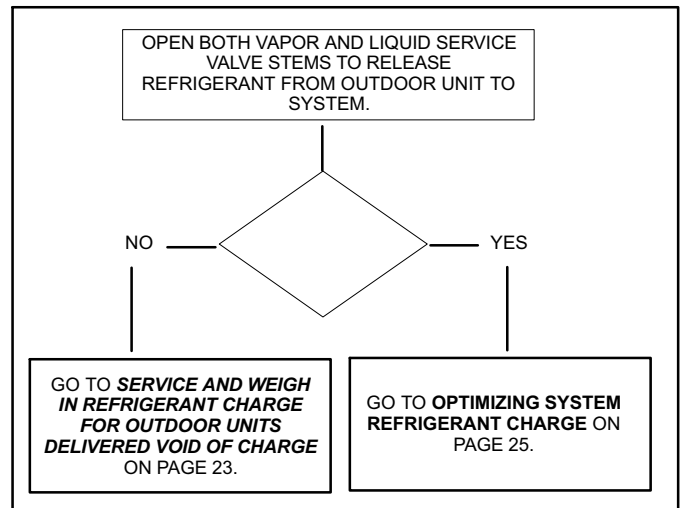 OPEN BOTH VAPOR AND LIQUID SERVICE
VALVE STEMS TO RELEASE
REFRIGERANT FROM OUTDOOR UNIT TO
SYSTEM.
NO
YES
GO TO SERVICE AND WEIGH
IN REFRIGERANT CHARGE
FOR OUTDOOR UNITS
DELIVERED VOID OF CHARGE
ON PAGE 23.
GO TO OPTIMIZING SYSTEM
REFRIGERANT CHARGE ON
PAGE 25.